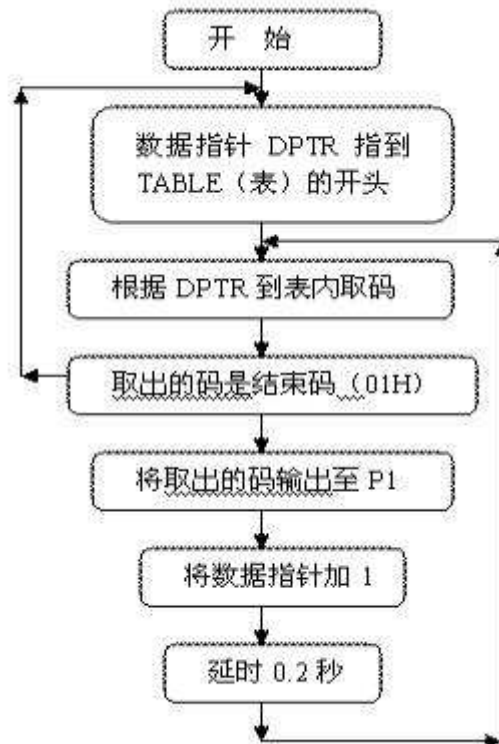 开 始
数据指针 DPTR 指到
TABLE（表）的开头
根据 DPTR 到表内取码
取出的码是结束码（01H）
将取出的码输出至 P1
将数据指针加 1
延时 0.2 秒